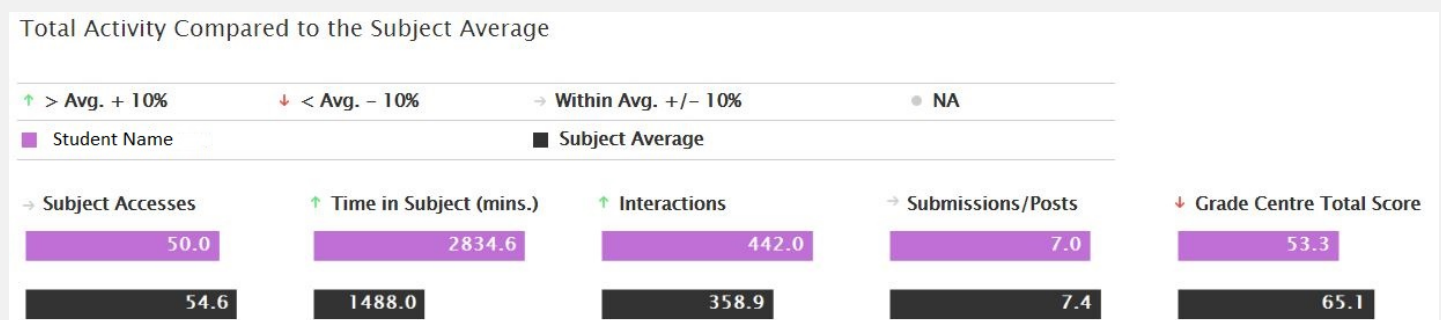 Total Activity Compared to the Subject Average
↑ > Avg. + 10% ↓ < Avg. – 10% → Within Avg. +/– 10% ● NA
Student Name Subject Average
→ Subject Accesses ↑ Time in Subject (mins.) ↑ Interactions → Submissions/Posts ↓ Grade Centre Total Score
50.0 2834.6 442.0 7.0 53.3
54.6 1488.0 358.9 7.4 65.1